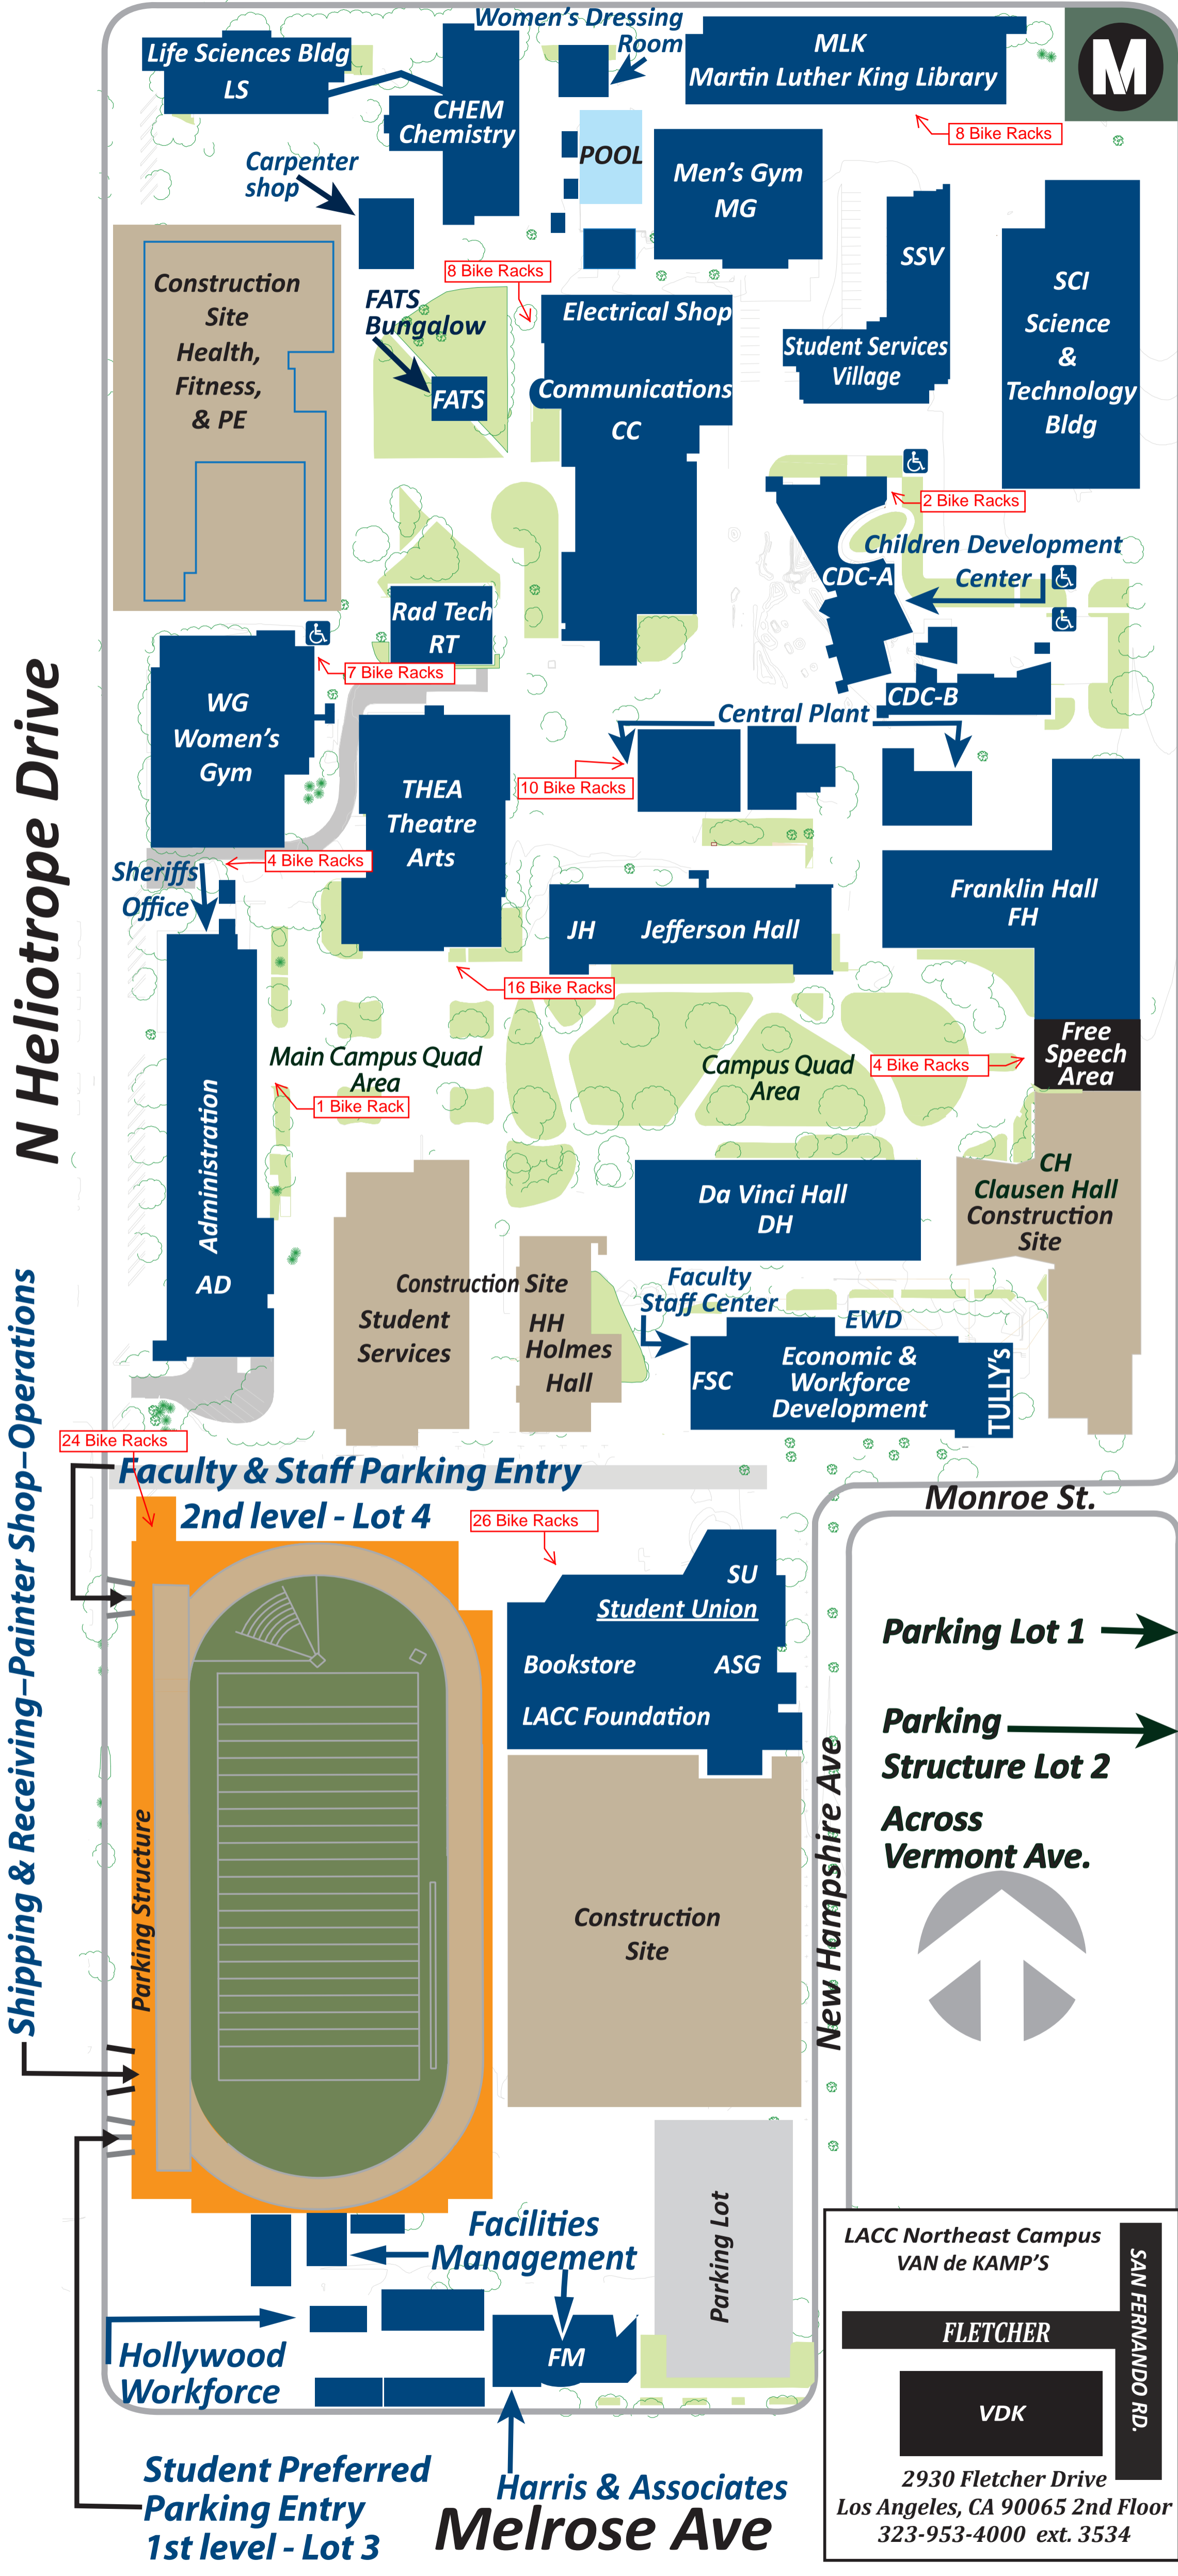 Women's Dressing
Room
Life Sciences Bldg
LS
CHEM
Chemistry
MLK
Martin Luther King Library
M
8 Bike Racks
POOL
Carpenter
shop
Men's Gym
MG
SSV
Student Services
Village
SCI
Science
&
Technology
Bldg
Construction
Site
Health,
Fitness,
& PE
8 Bike Racks
FATS
Bungalow
FATS
Electrical Shop
Communications
CC
2 Bike Racks
Children Development
Center
CDC-A
CDC-B
Rad Tech
RT
7 Bike Racks
WG
Women's
Gym
Central Plant
10 Bike Racks
THEA
Theatre
Arts
4 Bike Racks
Sheriffs
Office
JH
Jefferson Hall
Franklin Hall
FH
16 Bike Racks
N Heliotrope Drive
Main Campus Quad
Area
1 Bike Rack
Campus Quad
Area
4 Bike Racks
Free
Speech
Area
Administration
AD
Da Vinci Hall
DH
CH
Clausen Hall
Construction
Site
Construction Site
Student
Services
HH
Holmes
Hall
Faculty
Staff Center
EWD
FSC
Economic &
Workforce
Development
TULLY's
24 Bike Racks
Faculty & Staff Parking Entry
2nd level - Lot 4
26 Bike Racks
Monroe St.
Shipping & Receiving–Painter Shop–Operations
SU
Student Union
Bookstore
ASG
LACC Foundation
Parking Lot 1
Parking
Structure Lot 2
Across
Vermont Ave.
Parking Structure
Construction
Site
New Hampshire Ave
Parking Lot
Facilities
Management
Hollywood
Workforce
FM
Student Preferred
Parking Entry
1st level - Lot 3
Harris & Associates
Melrose Ave
LACC Northeast Campus
VAN de KAMP'S
FLETCHER
SAN FERNANDO RD.
VDK
2930 Fletcher Drive
Los Angeles, CA 90065 2nd Floor
323-953-4000 ext. 3534